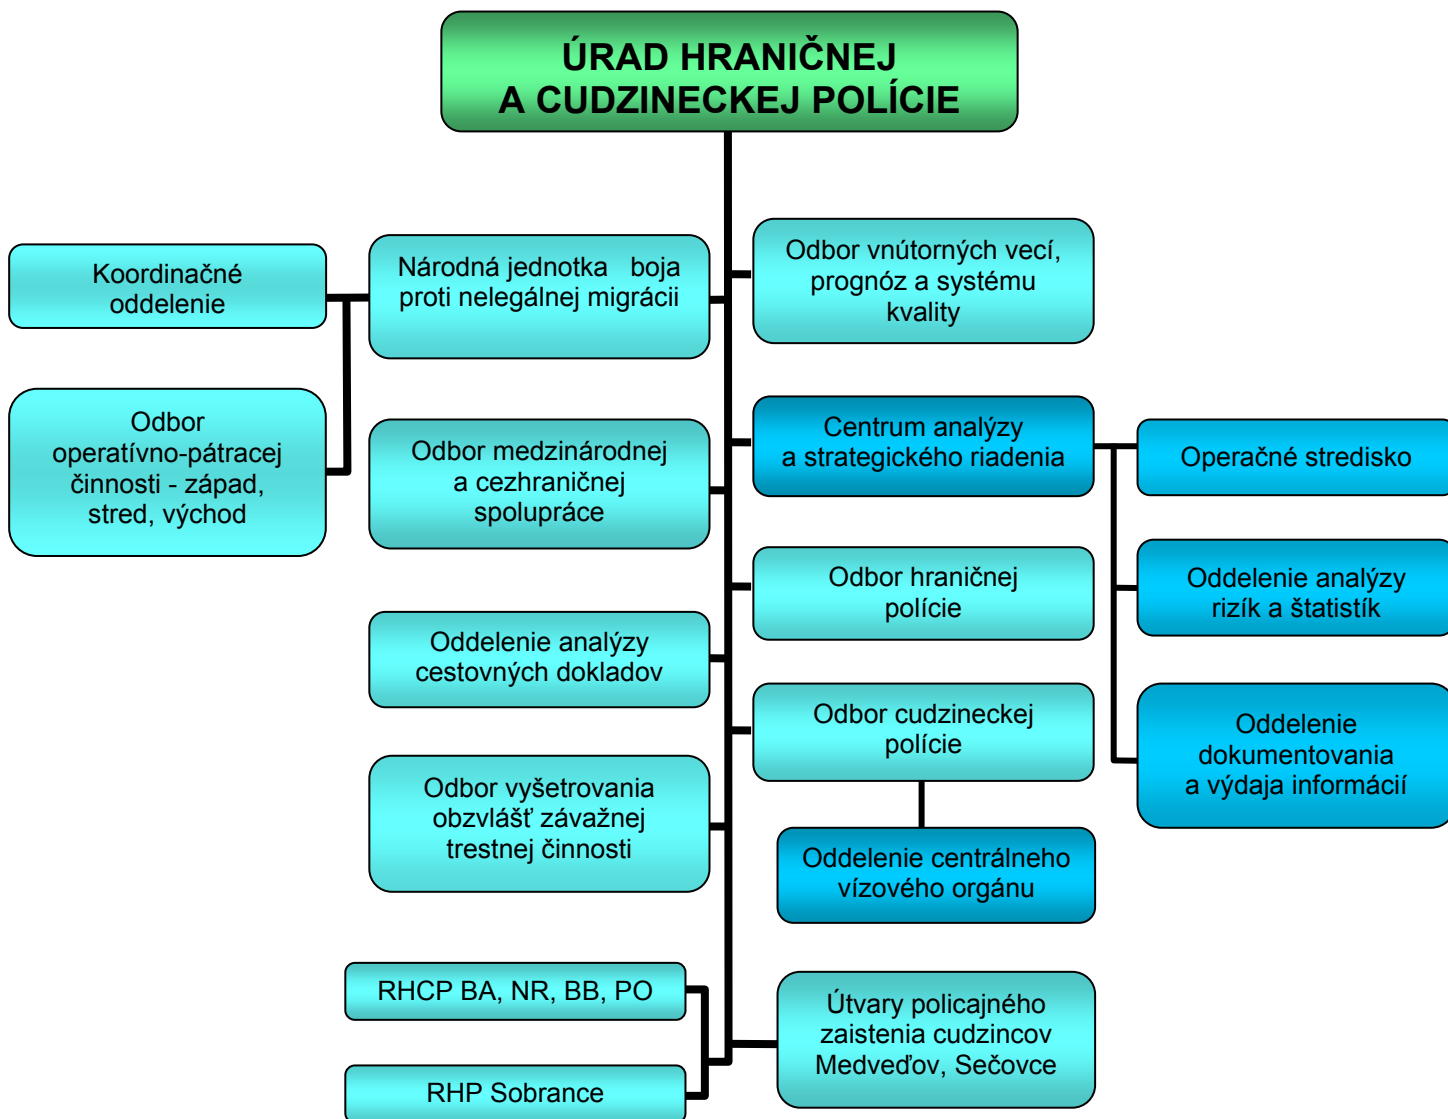 ÚRAD HRANIČNEJ
A CUDZINECKEJ POLÍCIE
Koordinačné
oddelenie
Národná jednotka boja
proti nelegálnej migrácii
Odbor vnútorných vecí,
prognóz a systému
kvality
Odbor
operatívno-pátracej
činnosti - západ,
stred, východ
Odbor medzinárodnej
a cezhraničnej
spolupráce
Centrum analýzy
a strategického riadenia
Operačné stredisko
Odbor hraničnej
polície
Oddelenie analýzy
rizík a štatistík
Oddelenie analýzy
cestovných dokladov
Odbor cudzineckej
polície
Oddelenie
dokumentovania
a výdaja informácií
Odbor vyšetrovania
obzvlášť závažnej
trestnej činnosti
Oddelenie centrálneho
vízového orgánu
RHCP BA, NR, BB, PO
RHP Sobrance
Útvary policajného
zaistenia cudzincov
Medveďov, Sečovce